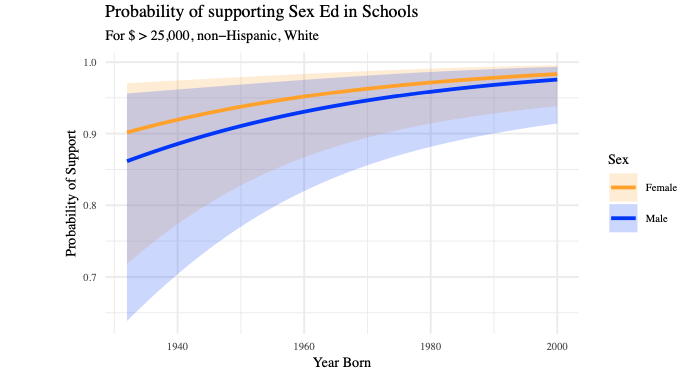 Probability of supporting Sex Ed in Schools
For $ > 25,000, non−Hispanic, White
1.0
0.9
0.8
0.7
Probability of Support
1940
1960
1980
2000
Year Born
Sex
Female
Male